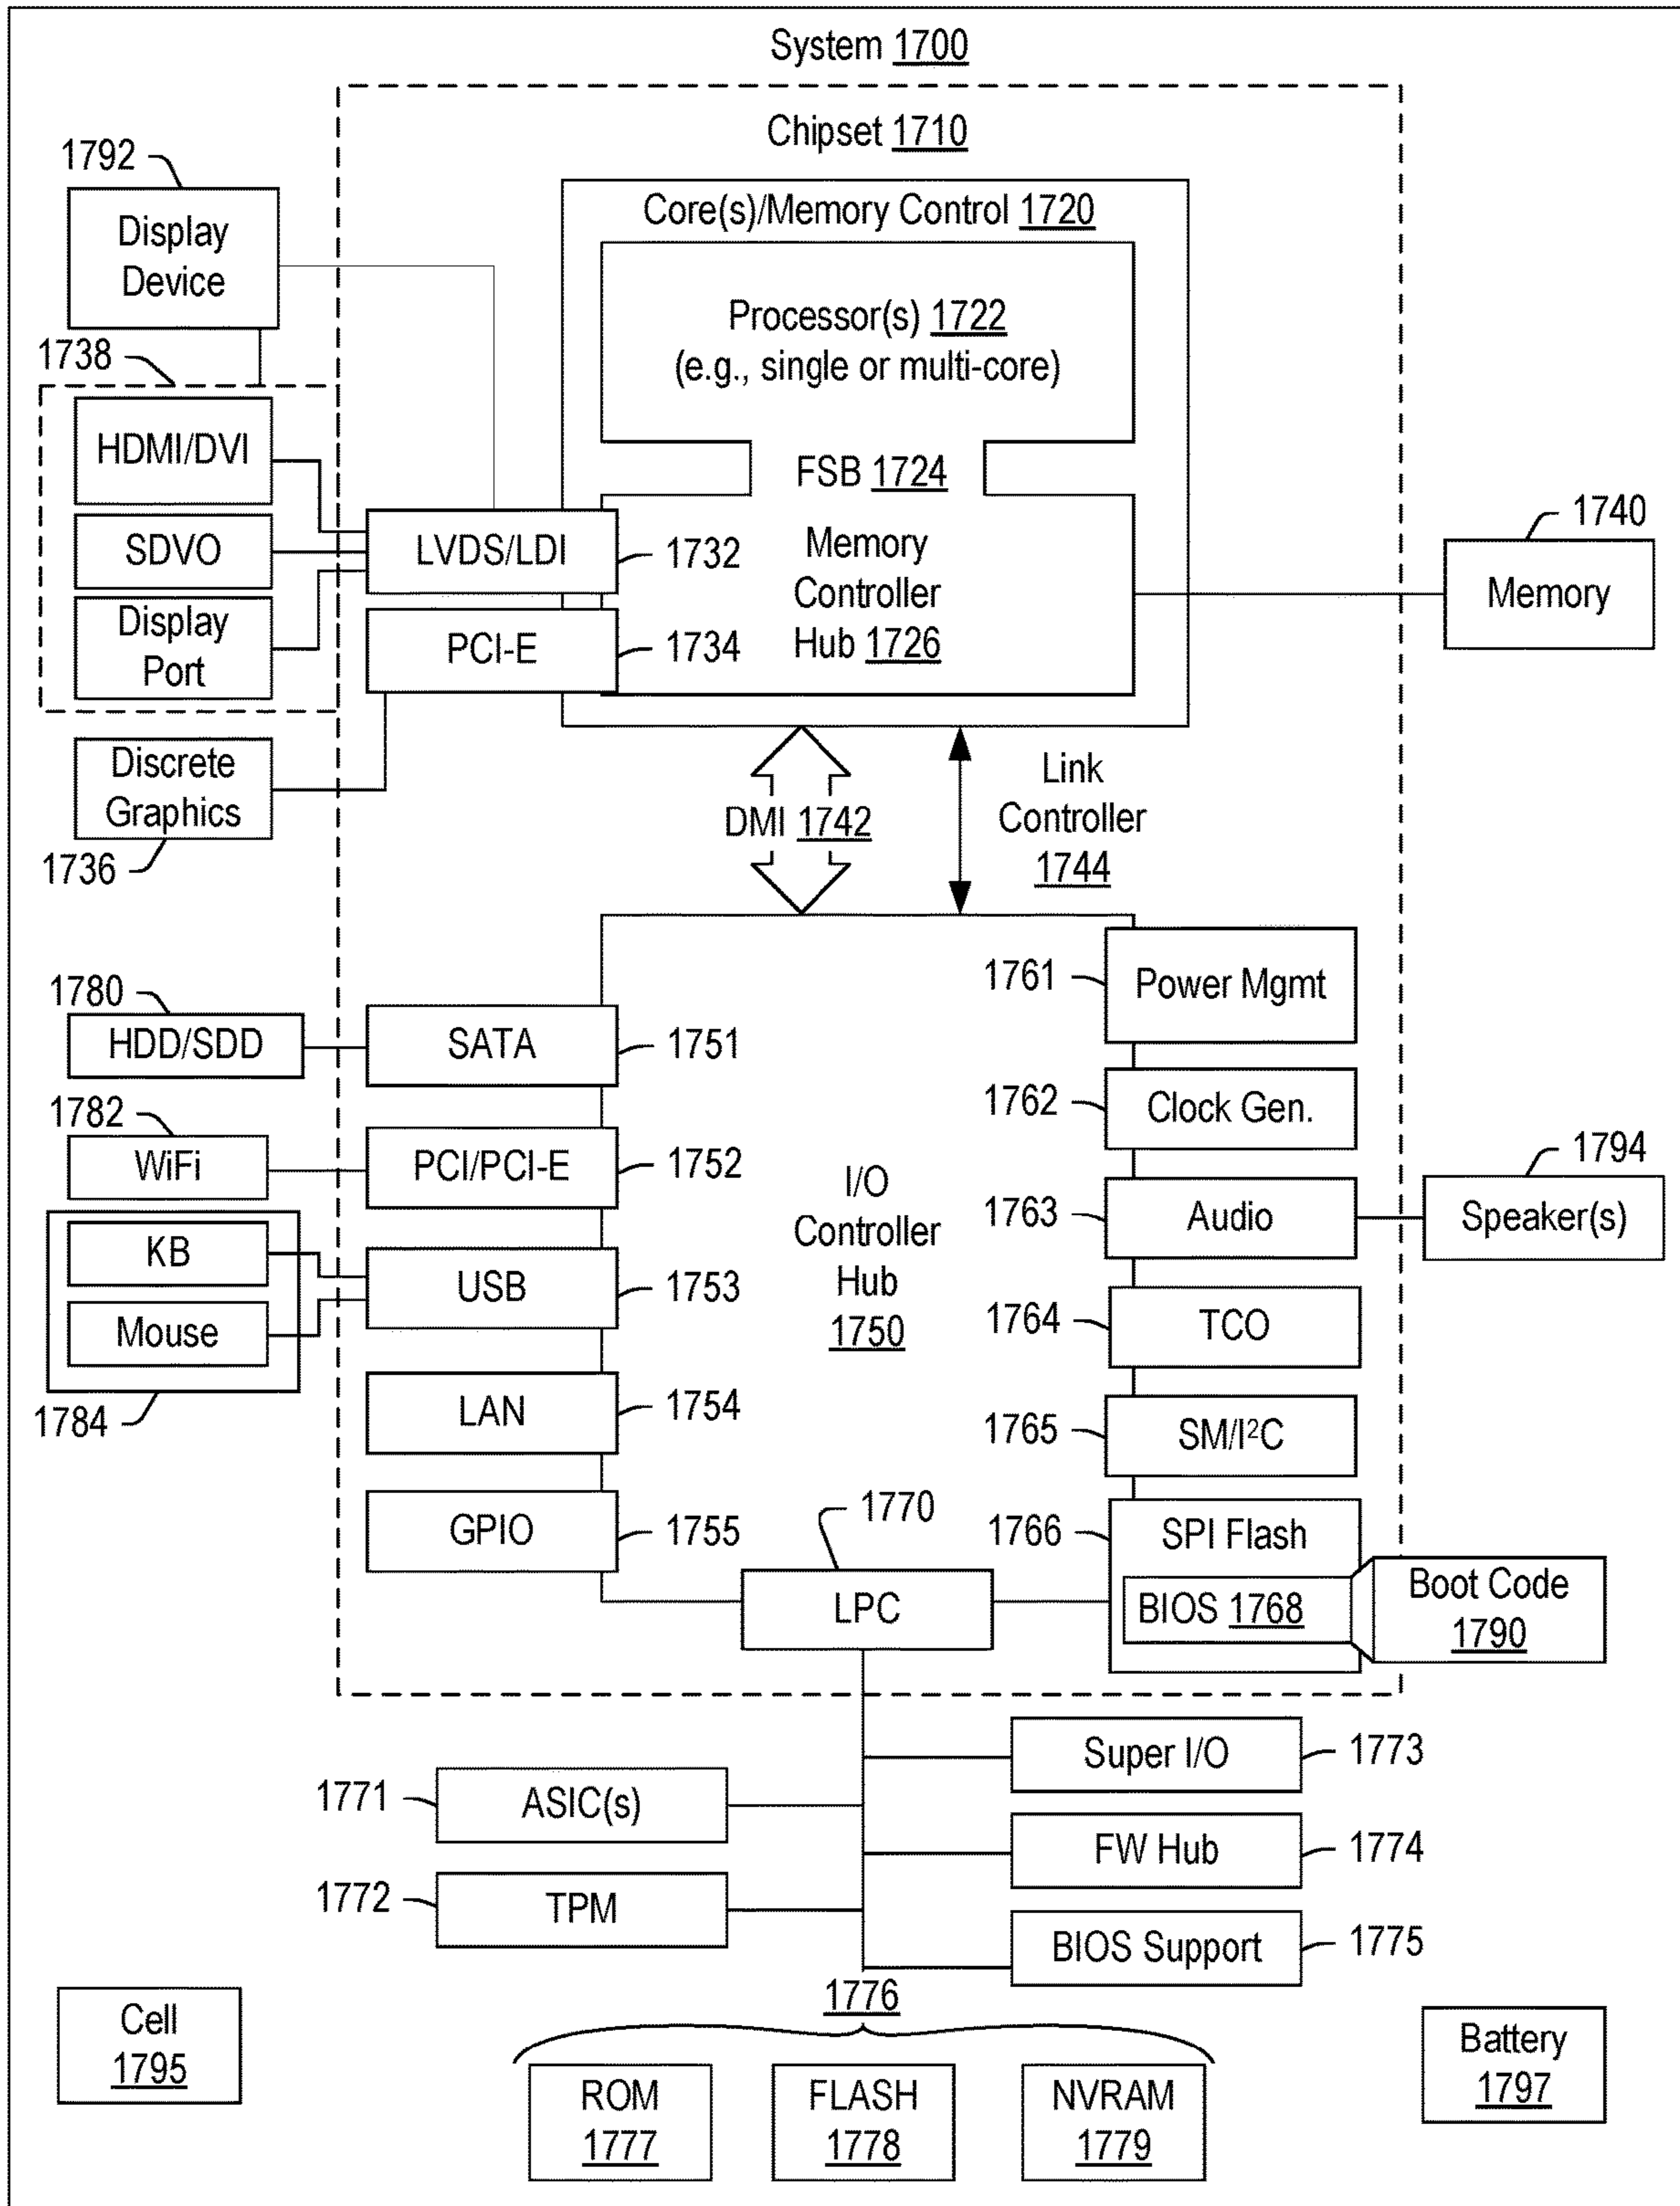 System 1700
Chipset 1710
1792
Display
Device
Core(s)/Memory Control 1720
Processor(s) 1722
(e.g., single or multi-core)
1738
HDMI/DVI
SDVO
Display
Port
FSB 1724
LVDS/LDI
1732
PCI-E
1734
Memory
Controller
Hub 1726
1740
Memory
Discrete
Graphics
1736
DMI 1742
Link
Controller
1744
1780
HDD/SDD
SATA
1751
1782
WiFi
PCI/PCI-E
1752
KB
Mouse
1784
USB
1753
LAN
1754
GPIO
1755
I/O
Controller
Hub
1750
1761
Power Mgmt
1762
Clock Gen.
1763
Audio
1794
Speaker(s)
1764
TCO
1765
SM/I²C
1766
SPI Flash
BIOS 1768
Boot Code
1790
1770
LPC
1771
ASIC(s)
1772
TPM
Super I/O
1773
FW Hub
1774
BIOS Support
1775
1776
Cell
1795
ROM
1777
FLASH
1778
NVRAM
1779
Battery
1797